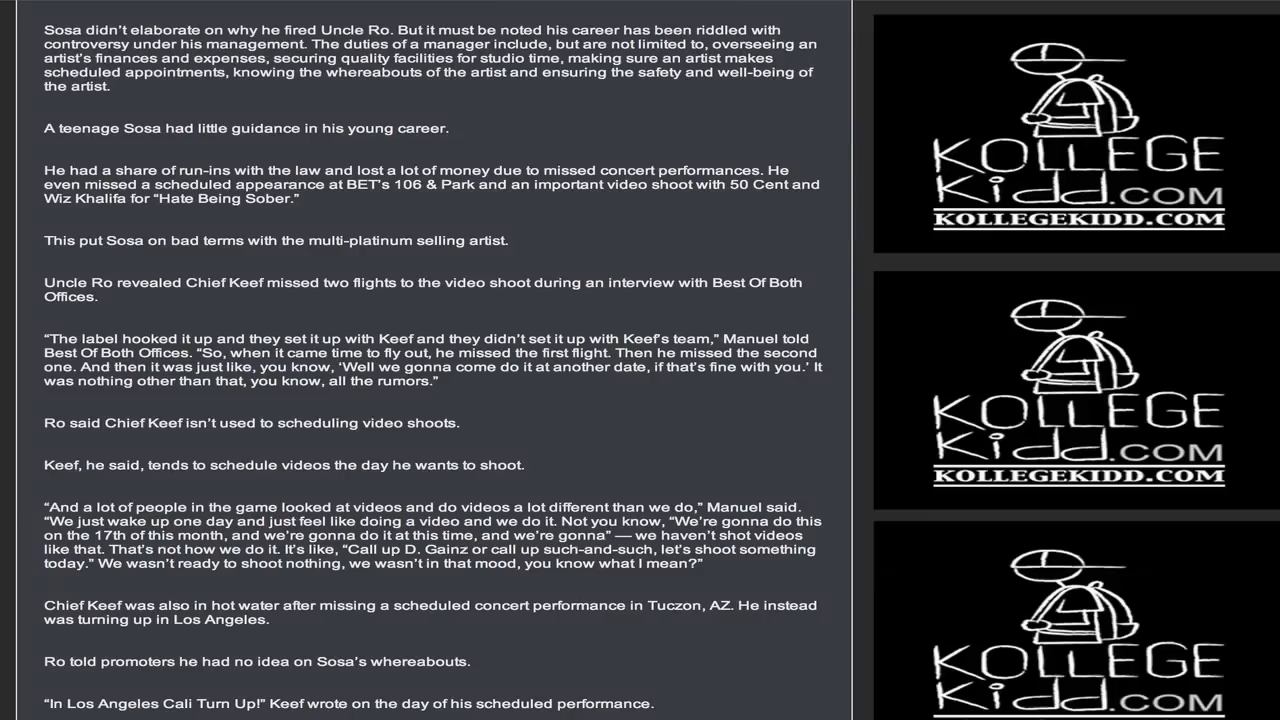 Sosa didn’t elaborate on why he fired Uncle Ro. But it must be noted his career has been riddled with
controversy under his management. The duties of a manager include, but are not limited to, overseeing an
artist’s finances and expenses, securing quality facilities for studio time, making sure an artist makes
scheduled appointments, knowing the whereabouts of the artist and ensuring the safety and well-being of
the artist.
A teenage Sosa had little guidance in his young career.
He had a share of run-ins with the law and lost a lot of money due to missed concert performances. He
even missed a scheduled appearance at BET’s 106 & Park and an important video shoot with 50 Cent and
Wiz Khalifa for “Hate Being Sober.”
This put Sosa on bad terms with the multi-platinum selling artist.
Uncle Ro revealed Chief Keef missed two flights to the video shoot during an interview with Best Of Both
Offices.
“The label hooked it up and they set it up with Keef and they didn’t set it up with Keef’s team,” Manuel told
Best Of Both Offices. “So, when it came time to fly out, he missed the first flight. Then he missed the second
one. And then it was just like, you know, ‘Well we gonna come do it at another date, if that’s fine with you.’ It
was nothing other than that, you know, all the rumors.”
Ro said Chief Keef isn’t used to scheduling video shoots.
Keef, he said, tends to schedule videos the day he wants to shoot.
“And a lot of people in the game looked at videos and do videos a lot different than we do,” Manuel said.
“We just wake up one day and just feel like doing a video and we do it. Not you know, “We’re gonna do this
on the 17th of this month, and we’re gonna do it at this time, and we’re gonna” — we haven’t shot videos
like that. That’s not how we do it. It’s like, “Call up D. Gainz or call up such-and-such, let’s shoot something
today.” We wasn’t ready to shoot nothing, we wasn’t in that mood, you know what I mean?”
Chief Keef was also in hot water after missing a scheduled concert performance in Tuczon, AZ. He instead
was turning up in Los Angeles.
Ro told promoters he had no idea on Sosa’s whereabouts.
“In Los Angeles Cali Turn Up!” Keef wrote on the day of his scheduled performance.
KOLLEGE
Kidd.COM
KOLLEGEKIDD.COM
KOLLEGE
Kidd.COM
KOLLEGEKIDD.COM
KOLLEGE
Kidd.COM